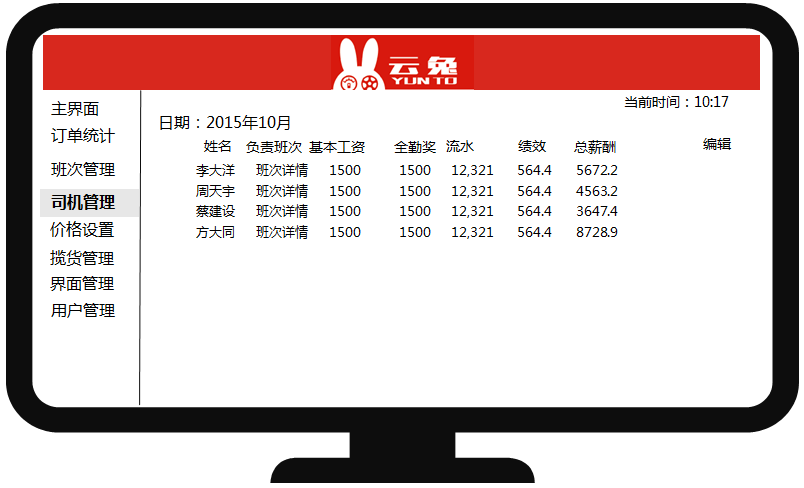 云兔
YUNTO
当前时间：10:17
主界面
订单统计
班次管理
司机管理
价格设置
揽货管理
界面管理
用户管理
日期：2015年10月
姓名 负责班次 基本工资 全勤奖 流水 绩效 总薪酬 编辑
李大洋 班次详情 1500 1500 12,321 564.4 5672.2
周天宇 班次详情 1500 1500 12,321 564.4 4563.2
蔡建设 班次详情 1500 1500 12,321 564.4 3647.4
方大同 班次详情 1500 1500 12,321 564.4 8728.9